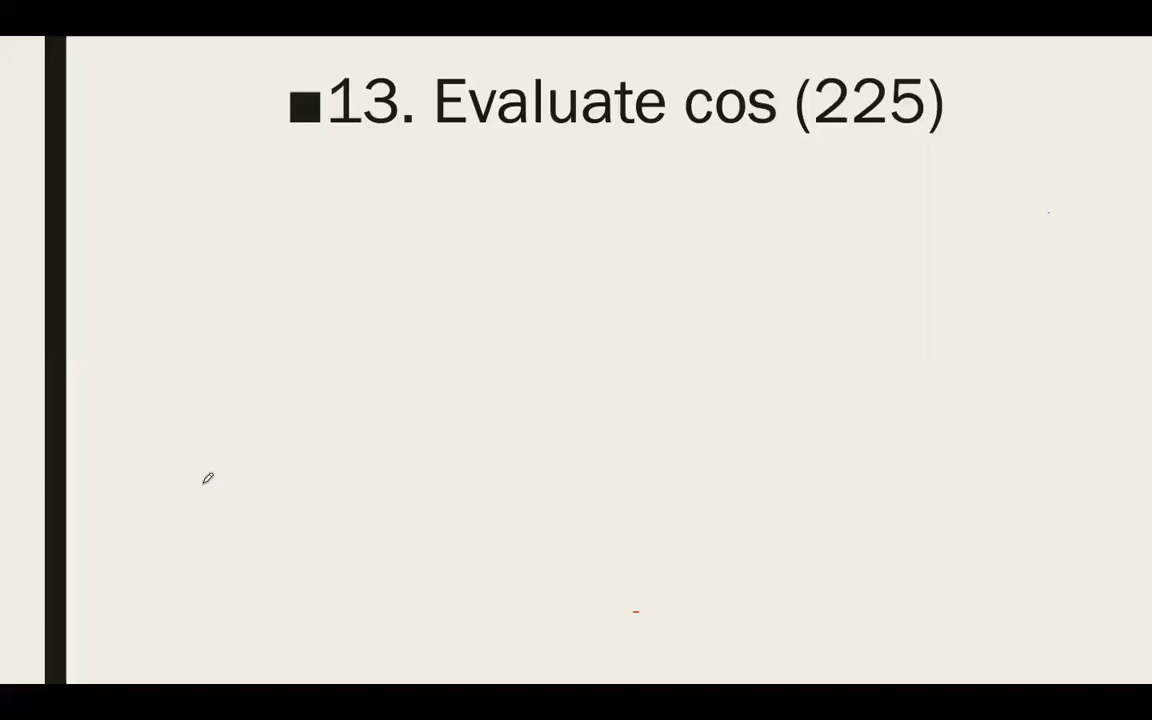 ■13. Evaluate cos (225)